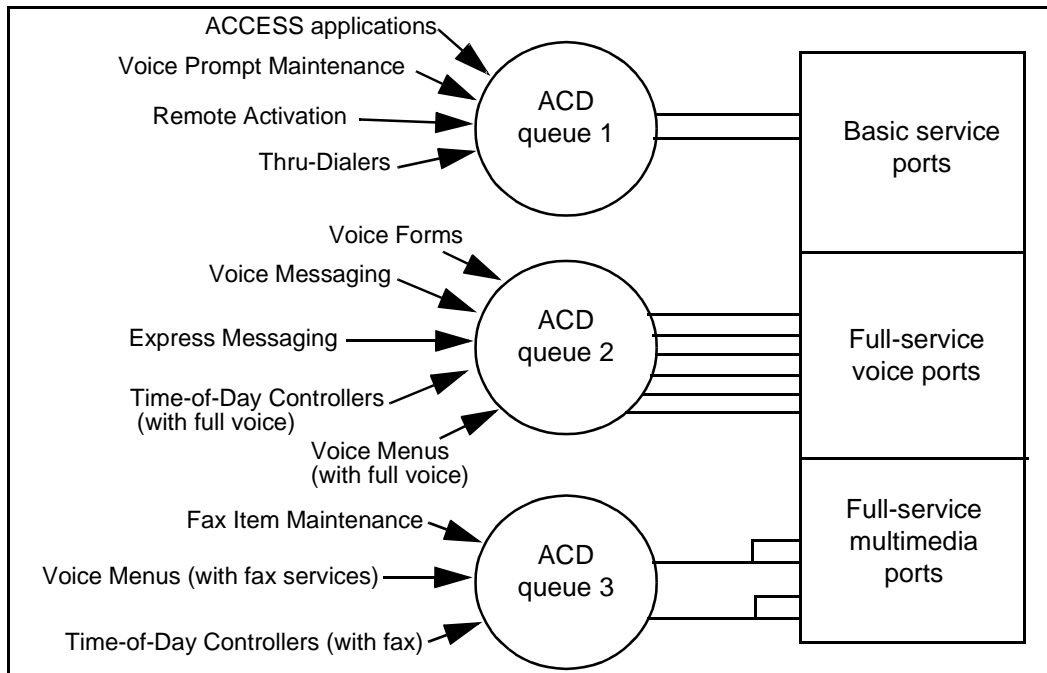 ACCESS applications
Voice Prompt Maintenance
Remote Activation
Thru-Dialers
ACD
queue 1
Basic service
ports
Voice Forms
Voice Messaging
Express Messaging
Time-of-Day Controllers
(with full voice)
Voice Menus
(with full voice)
ACD
queue 2
Full-service
voice ports
Fax Item Maintenance
Voice Menus (with fax services)
Time-of-Day Controllers (with fax)
ACD
queue 3
Full-service
multimedia
ports